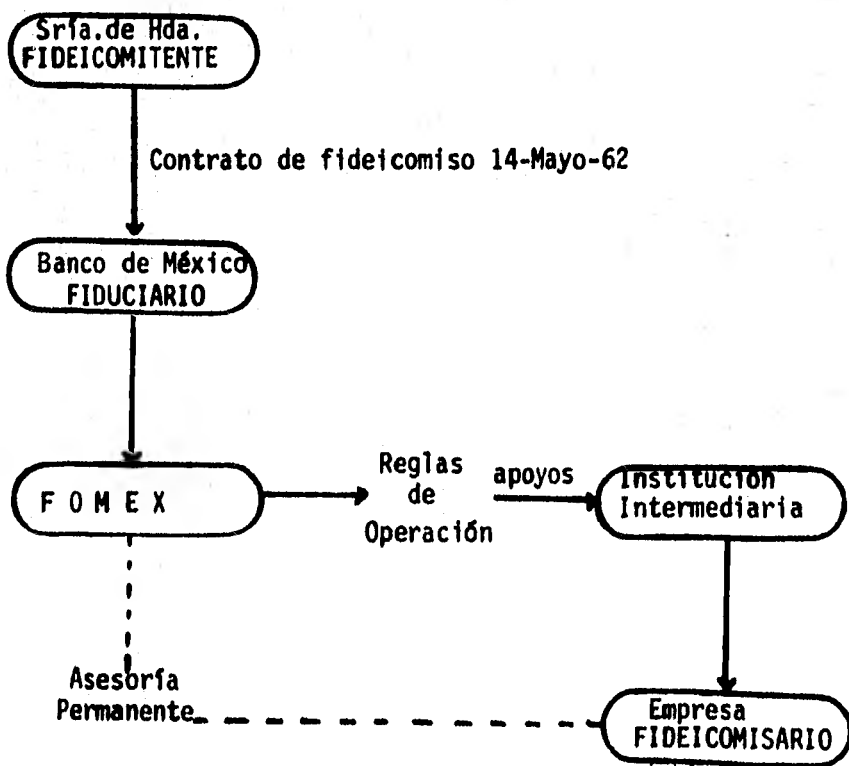 Sría.de Hda.
FIDEICOMITENTE
Contrato de fideicomiso 14-Mayo-62
Banco de México
FIDUCIARIO
F O M E X
Reglas
de
Operación
apoyos
Institución
Intermediaria
Asesoría
Permanente
Empresa
FIDEICOMISARIO